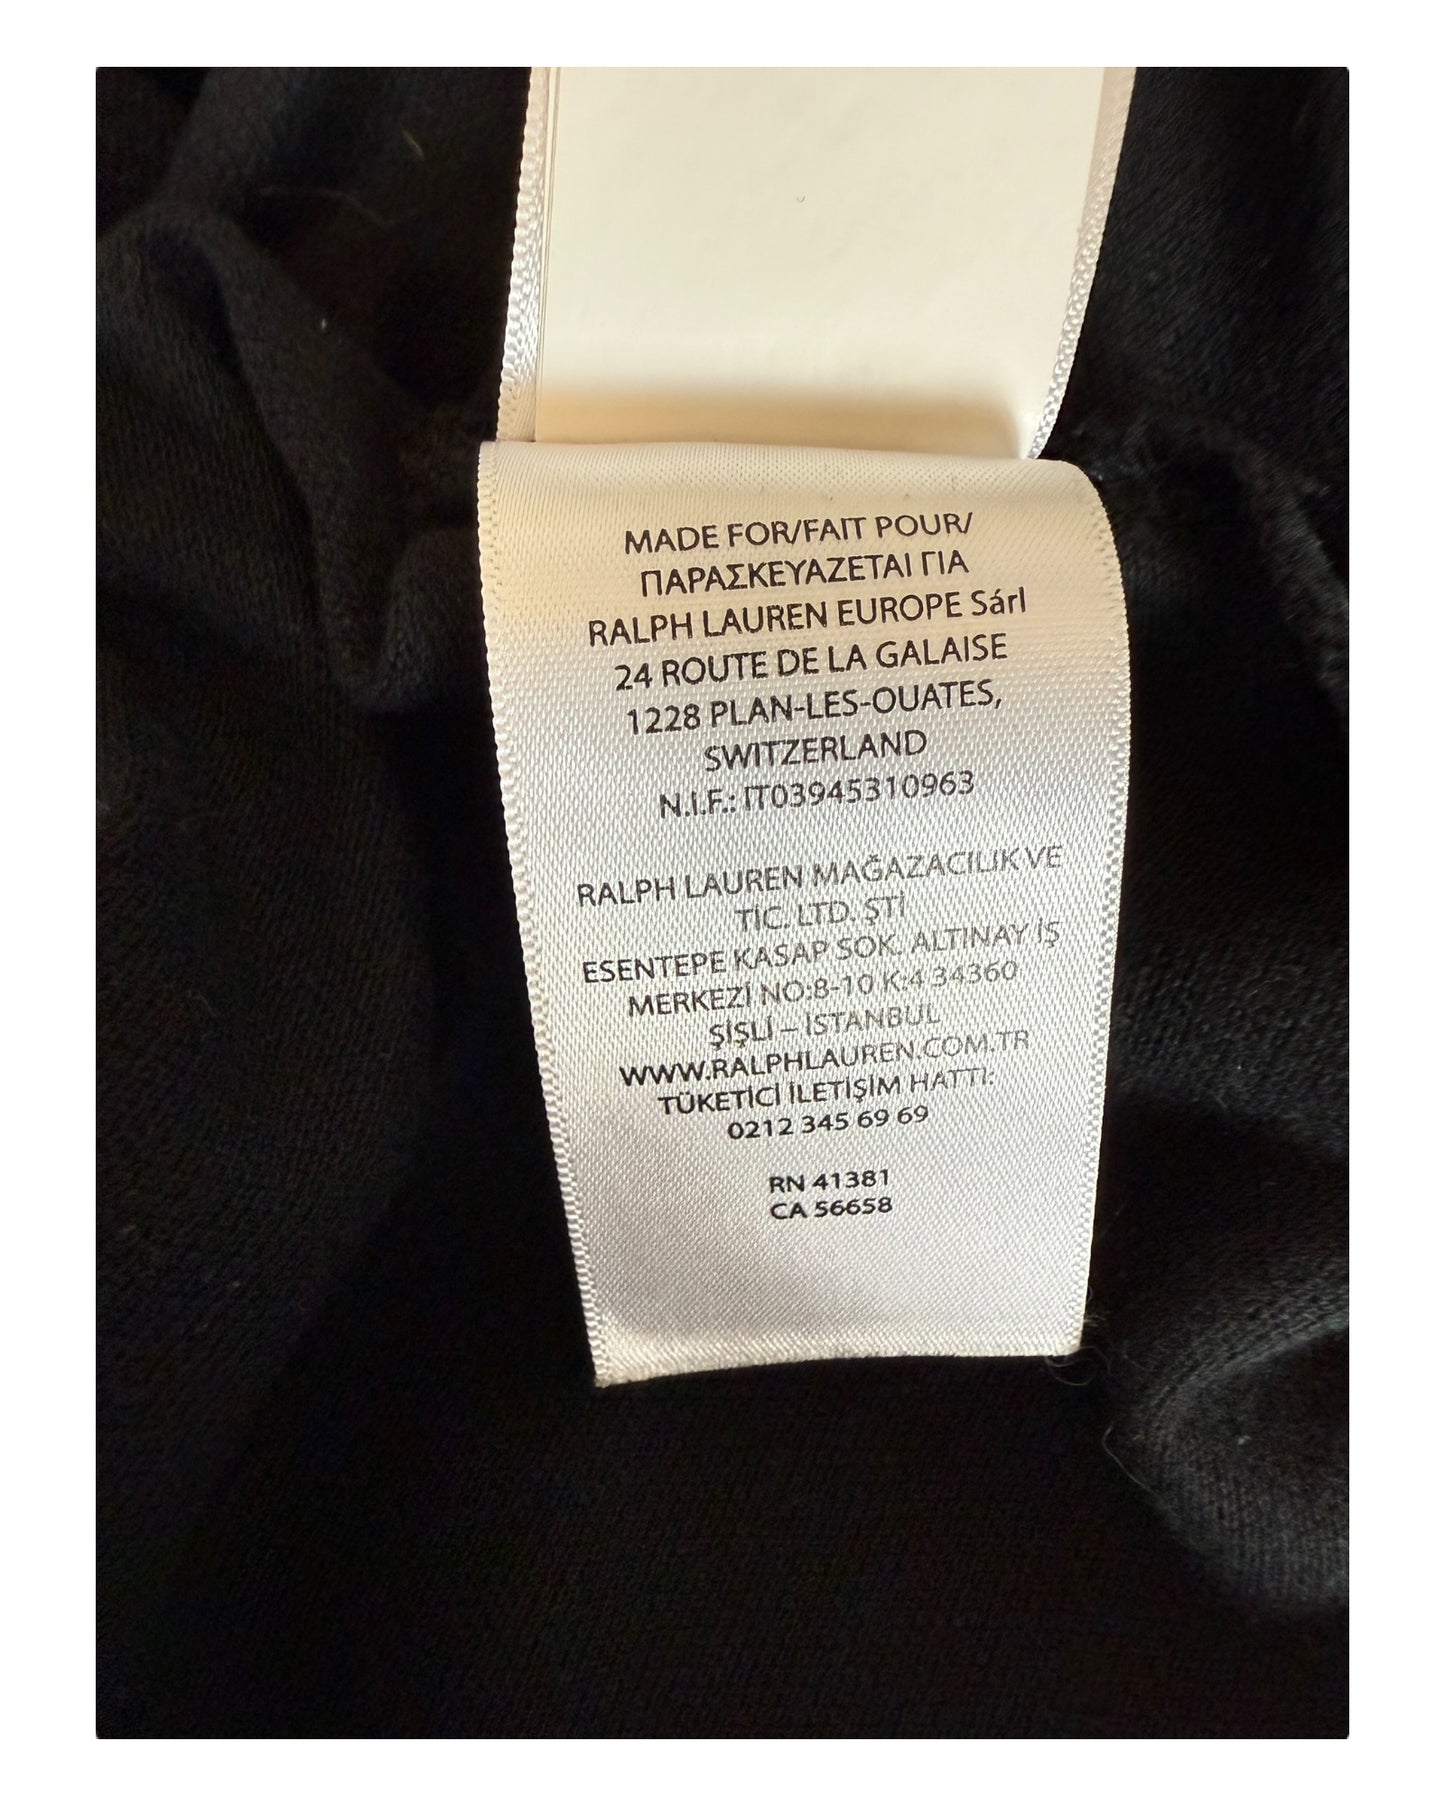 MADE FOR/FAIT POUR/
ΠΑΡΑΣΚΕΥΑΖΕΤΑΙ ΓΙΑ
RALPH LAUREN EUROPE Sárl
24 ROUTE DE LA GALAISE
1228 PLAN-LES-OUATES,
SWITZERLAND
N.I.F.: IT03945310963
RALPH LAUREN MAĞAZACILIK VE
TİC. LTD. ŞTİ
ESENTEPE KASAP SOK. ALTINAY İŞ
MERKEZİ NO:8-10 K:4 34360
ŞİŞLİ – İSTANBUL
WWW.RALPHLAUREN.COM.TR
TÜKETİCİ İLETİŞİM HATTI:
0212 345 69 69
RN 41381
CA 56658